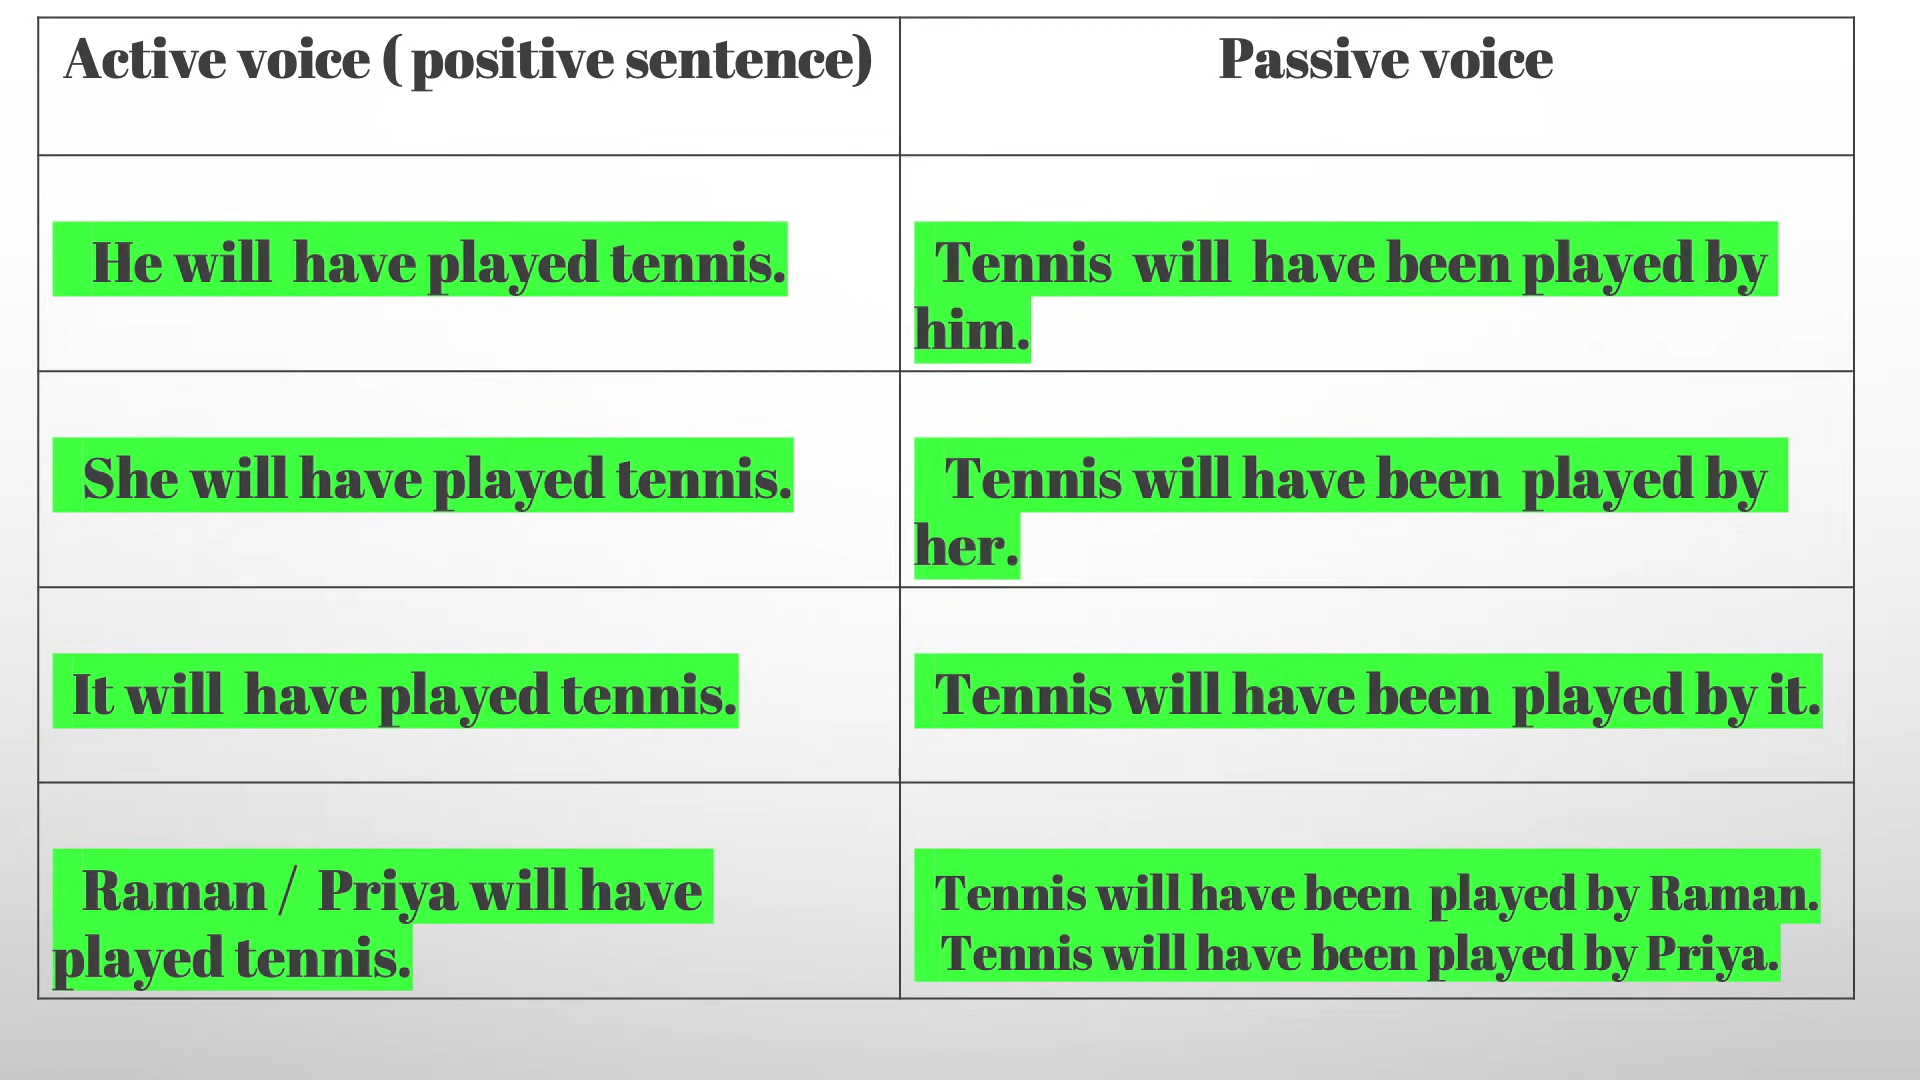 Active voice ( positive sentence)
Passive voice
He will have played tennis.
Tennis will have been played by
him.
She will have played tennis.
Tennis will have been played by
her.
It will have played tennis.
Tennis will have been played by it.
Raman / Priya will have
played tennis.
Tennis will have been played by Raman.
Tennis will have been played by Priya.